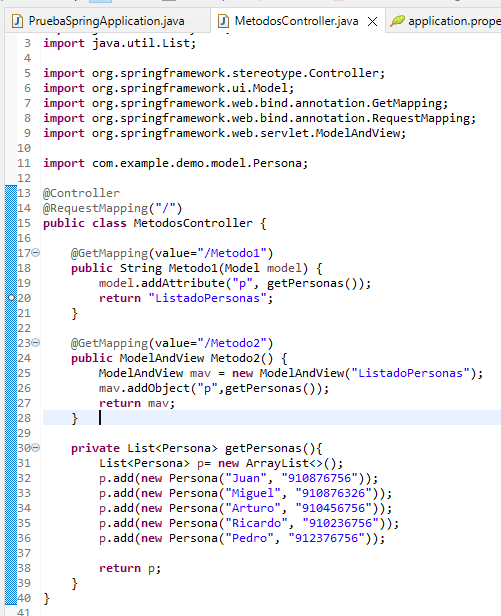 PruebaSpringApplication.java MetodosController.java application.prope
3 import java.util.List;
4
5 import org.springframework.stereotype.Controller;
6 import org.springframework.ui.Model;
7 import org.springframework.web.bind.annotation.GetMapping;
8 import org.springframework.web.bind.annotation.RequestMapping;
9 import org.springframework.web.servlet.ModelAndView;
10
11 import com.example.demo.model.Persona;
12
13 @Controller
14 @RequestMapping("/")
15 public class MetodosController {
16
17 @GetMapping(value="/Metodo1")
18 public String Metodo1(Model model) {
19 model.addAttribute("p", getPersonas());
20 return "ListadoPersonas";
21 }
22
23 @GetMapping(value="/Metodo2")
24 public ModelAndView Metodo2() {
25 ModelAndView mav = new ModelAndView("ListadoPersonas");
26 mav.addObject("p",getPersonas());
27 return mav;
28 }
29
30 private List<Persona> getPersonas(){
31 List<Persona> p= new ArrayList<>();
32 p.add(new Persona("Juan", "910876756"));
33 p.add(new Persona("Miguel", "910876326"));
34 p.add(new Persona("Arturo", "910456756"));
35 p.add(new Persona("Ricardo", "910236756"));
36 p.add(new Persona("Pedro", "912376756"));
37
38 return p;
39 }
40 }
41